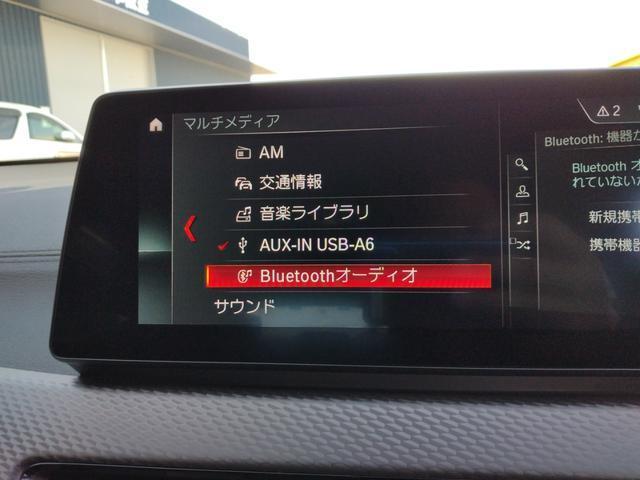 マルチメディア
AM
交通情報
音楽ライブラリ
AUX-IN USB-A6
Bluetoothオーディオ
サウンド
2
Bluetooth: 機器が
Bluetooth オ
れていないか
新規携帯
携帯機器